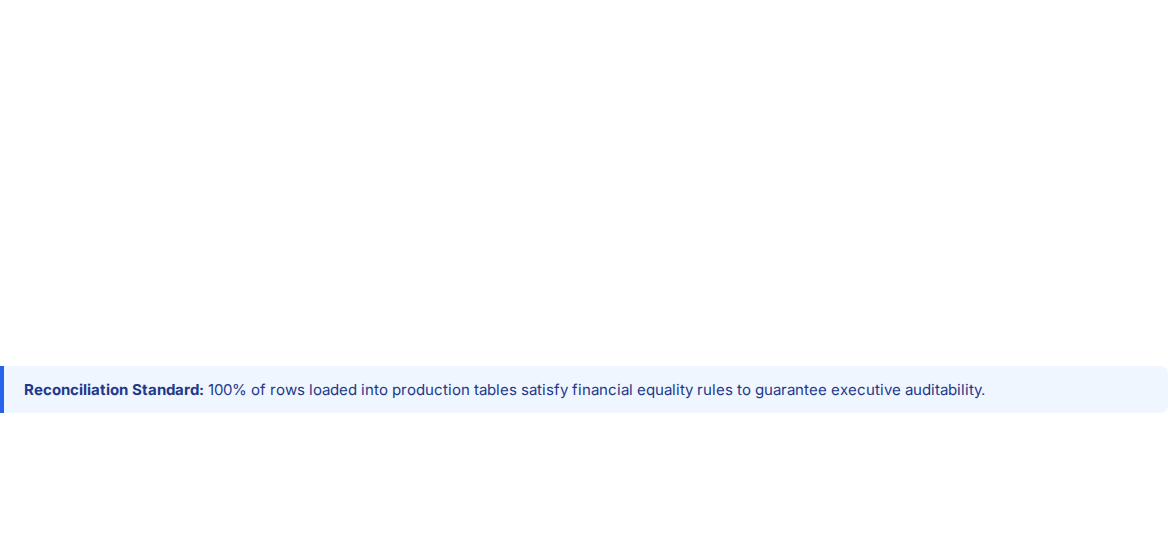 Reconciliation Standard: 100% of rows loaded into production tables satisfy financial equality rules to guarantee executive auditability.